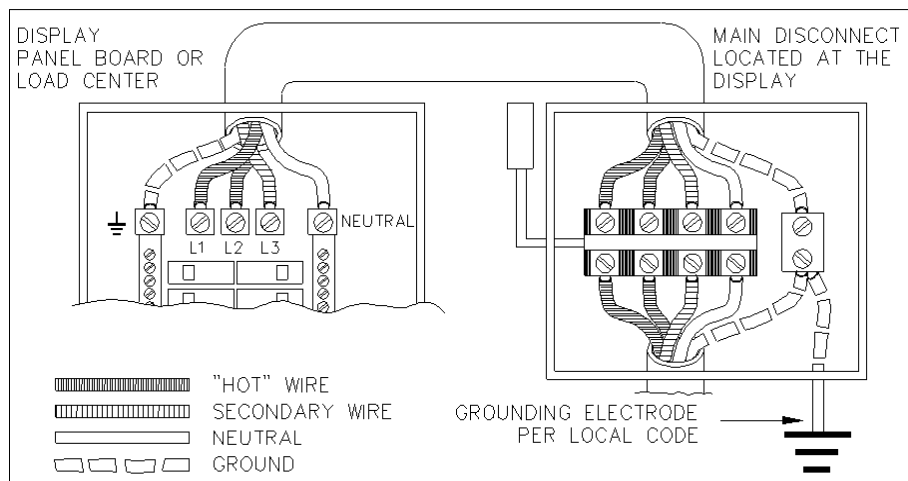 DISPLAY
PANEL BOARD OR
LOAD CENTER
MAIN DISCONNECT
LOCATED AT THE
DISPLAY
NEUTRAL
L1 L2 L3
"HOT" WIRE
SECONDARY WIRE
NEUTRAL
GROUND
GROUNDING ELECTRODE
PER LOCAL CODE